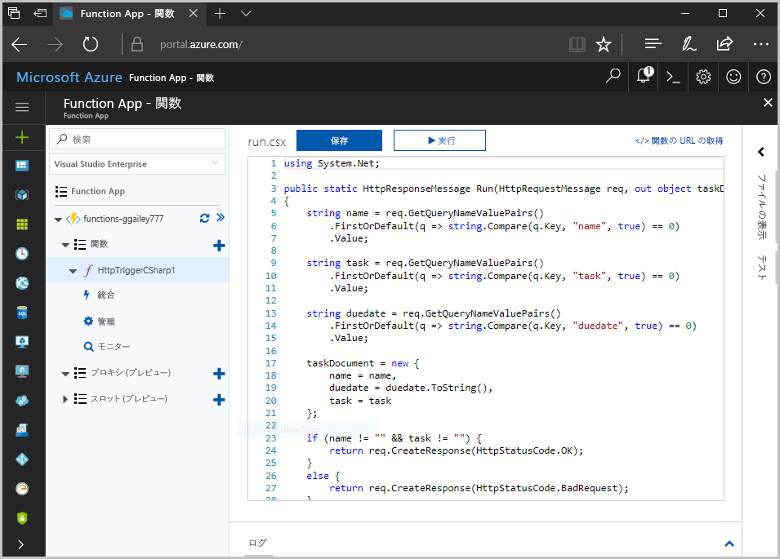 Function App - 関数
portal.azure.com/
Microsoft Azure Function App - 関数
1
Function App - 関数
Function App
検索
Visual Studio Enterprise
Function App
functions-ggailey777
関数
HttpTriggerCSharp1
統合
管理
モニター
プロキシ (プレビュー)
スロット (プレビュー)
run.csx
保存
実行
</> 関数の URL の取得
1 using System.Net;
2
3 public static HttpResponseMessage Run(HttpRequestMessage req, out object taskD
4 {
5 string name = req.GetQueryNameValuePairs()
6 .FirstOrDefault(q => string.Compare(q.Key, "name", true) == 0)
7 .Value;
8
9 string task = req.GetQueryNameValuePairs()
10 .FirstOrDefault(q => string.Compare(q.Key, "task", true) == 0)
11 .Value;
12
13 string duedate = req.GetQueryNameValuePairs()
14 .FirstOrDefault(q => string.Compare(q.Key, "duedate", true) == 0)
15 .Value;
16
17 taskDocument = new {
18 name = name,
19 duedate = duedate.ToString(),
20 task = task
21 };
22
23 if (name != "" && task != "") {
24 return req.CreateResponse(HttpStatusCode.OK);
25 }
26 else {
27 return req.CreateResponse(HttpStatusCode.BadRequest);
28 }
Window Snip
ログ
ファイルの表示
テスト